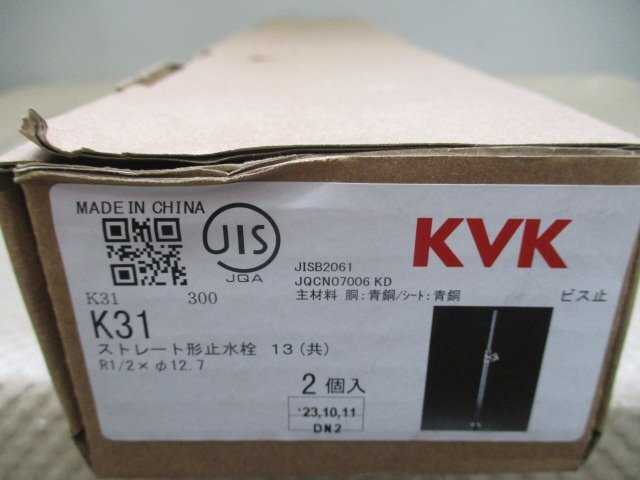 MADE IN CHINA
JIS
JQA
KVK
JISB2061
JQCN07006 KD
主材料 胴:青銅/シート:青銅
ビス止
K31 300
K31
ストレート形止水栓 13(共)
R1/2×φ12.7
2個入
'23,10,11
DN2